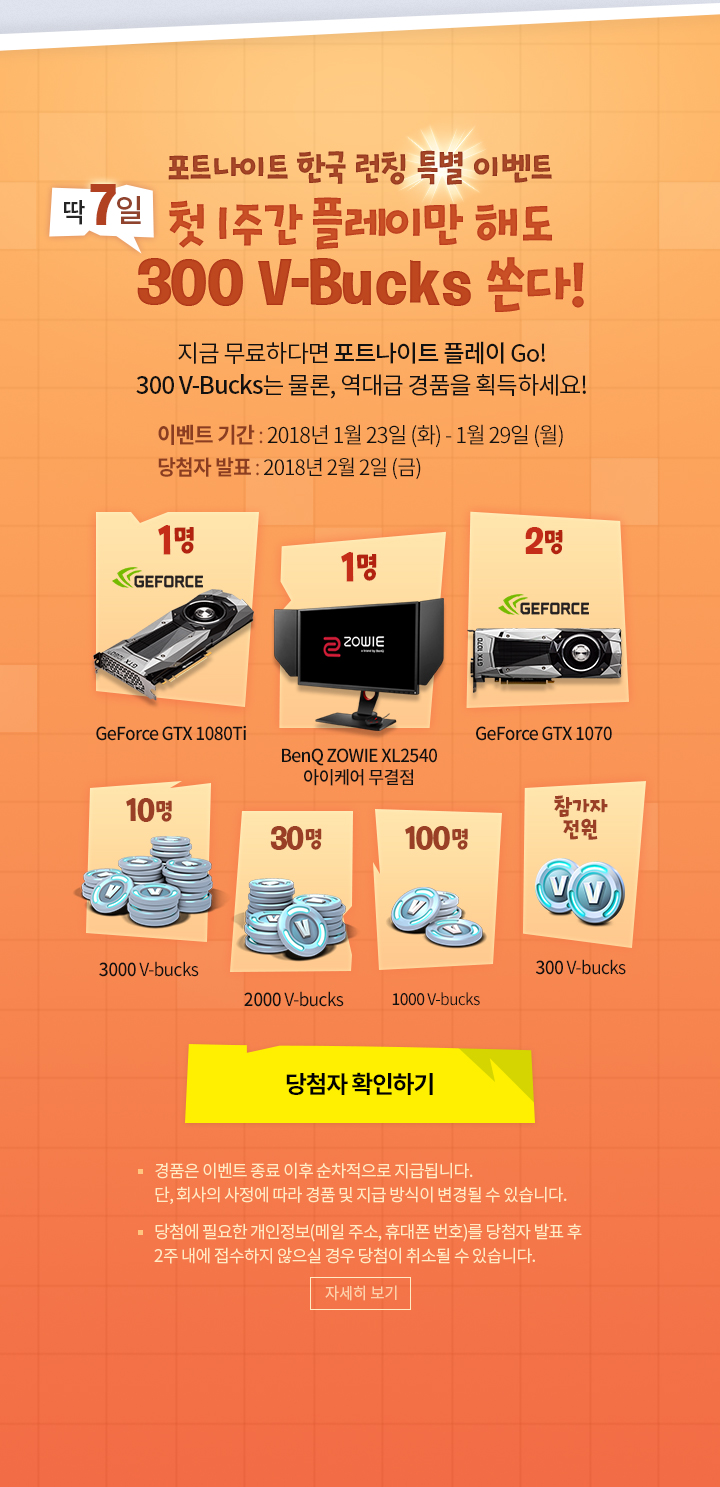 포트나이트 한국 런칭 특별 이벤트
딱 7일
첫 1주간 플레이만 해도
300 V-Bucks 쏜다!
지금 무료하다면 포트나이트 플레이 Go!
300 V-Bucks는 물론, 역대급 경품을 획득하세요!
이벤트 기간 : 2018년 1월 23일 (화) - 1월 29일 (월)
당첨자 발표 : 2018년 2월 2일 (금)
1명
GEFORCE
GTX 1080
GeForce GTX 1080Ti
1명
ZOWIE
BenQ ZOWIE XL2540
아이케어 무결점
2명
GEFORCE
GTX 1070
GeForce GTX 1070
10명
3000 V-bucks
30명
V
2000 V-bucks
100명
V
1000 V-bucks
참가자
전원
V V
300 V-bucks
당첨자 확인하기
경품은 이벤트 종료 이후 순차적으로 지급됩니다.
단, 회사의 사정에 따라 경품 및 지급 방식이 변경될 수 있습니다.
당첨에 필요한 개인정보(메일 주소, 휴대폰 번호)를 당첨자 발표 후
2주 내에 접수하지 않으실 경우 당첨이 취소될 수 있습니다.
자세히 보기